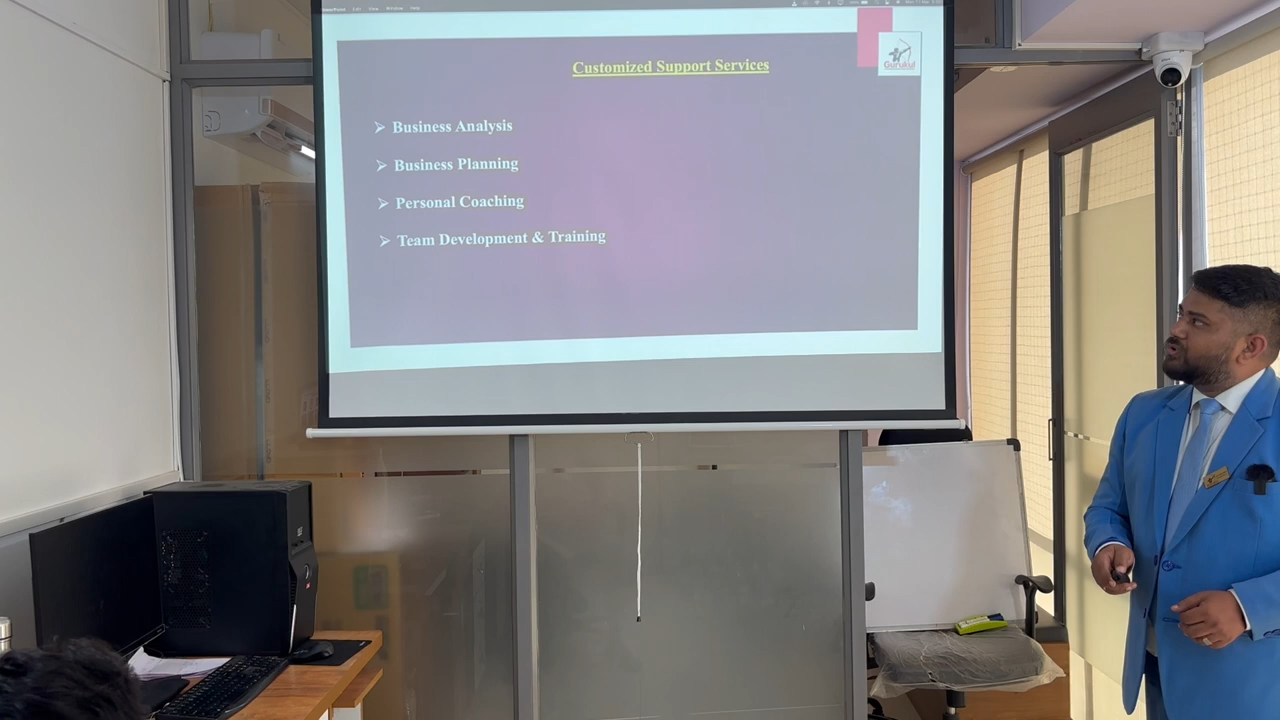 Customized Support Services
Gurukul
➢ Business Analysis
➢ Business Planning
➢ Personal Coaching
➢ Team Development & Training